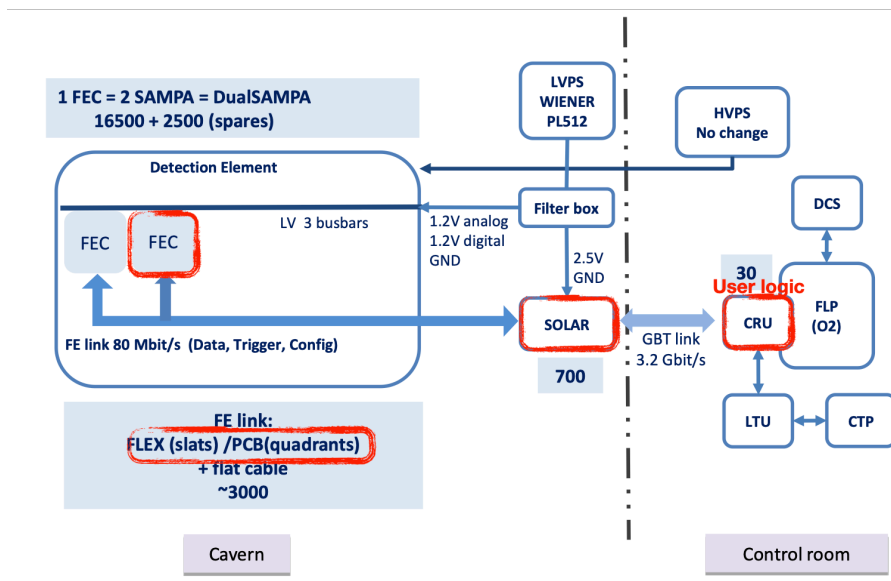 1 FEC = 2 SAMPA = DualSAMPA
16500 + 2500 (spares)
LVPS
WIENER
PL512
HVPS
No change
Detection Element
Filter box
DCS
LV 3 busbars
FEC
FEC
1.2V analog
1.2V digital
GND
2.5V
GND
30
User logic
CRU
FLP
(O2)
SOLAR
GBT link
3.2 Gbit/s
FE link 80 Mbit/s (Data, Trigger, Config)
700
LTU
CTP
FE link:
FLEX (slats) /PCB(quadrants)
+ flat cable
~3000
Cavern
Control room